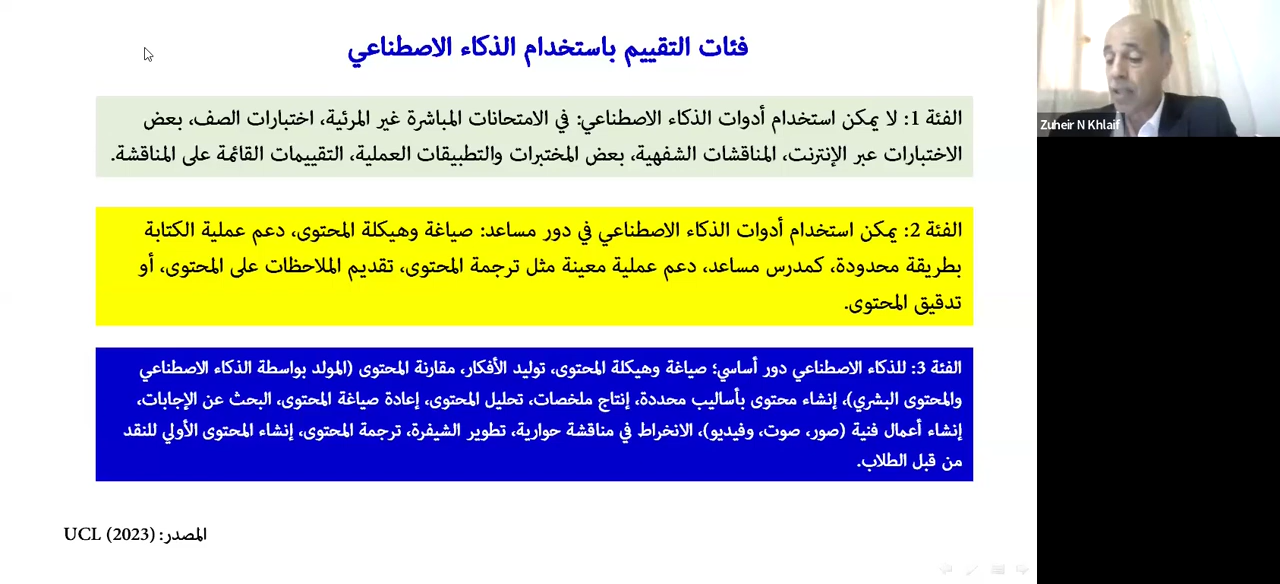 فئات التقييم باستخدام الذكاء الاصطناعي
الفئة 1: لا يمكن استخدام أدوات الذكاء الاصطناعي: في الامتحانات المباشرة غير المرئية، اختبارات الصف، بعض
الاختبارات عبر الإنترنت، المناقشات الشفهية، بعض المختبرات والتطبيقات العملية، التقييمات القائمة على المناقشة.
الفئة 2: يمكن استخدام أدوات الذكاء الاصطناعي في دور مساعد: صياغة وهيكلة المحتوى، دعم عملية الكتابة
بطريقة محدودة، كمدرس مساعد، دعم عملية معينة مثل ترجمة المحتوى، تقديم الملاحظات على المحتوى، أو
تدقيق المحتوى.
الفئة 3: للذكاء الاصطناعي دور أساسي؛ صياغة وهيكلة المحتوى، توليد الأفكار، مقارنة المحتوى (المولد بواسطة الذكاء الاصطناعي
والمحتوى البشري)، إنشاء محتوى بأساليب محددة، إنتاج ملخصات، تحليل المحتوى، إعادة صياغة المحتوى، البحث عن الإجابات،
إنشاء أعمال فنية (صور، صوت، وفيديو)، الانخراط في مناقشة حوارية، تطوير الشيفرة، ترجمة المحتوى، إنشاء المحتوى الأولي للنقد
من قبل الطلاب.
المصدر: UCL (2023)
Zuheir N Khlaif